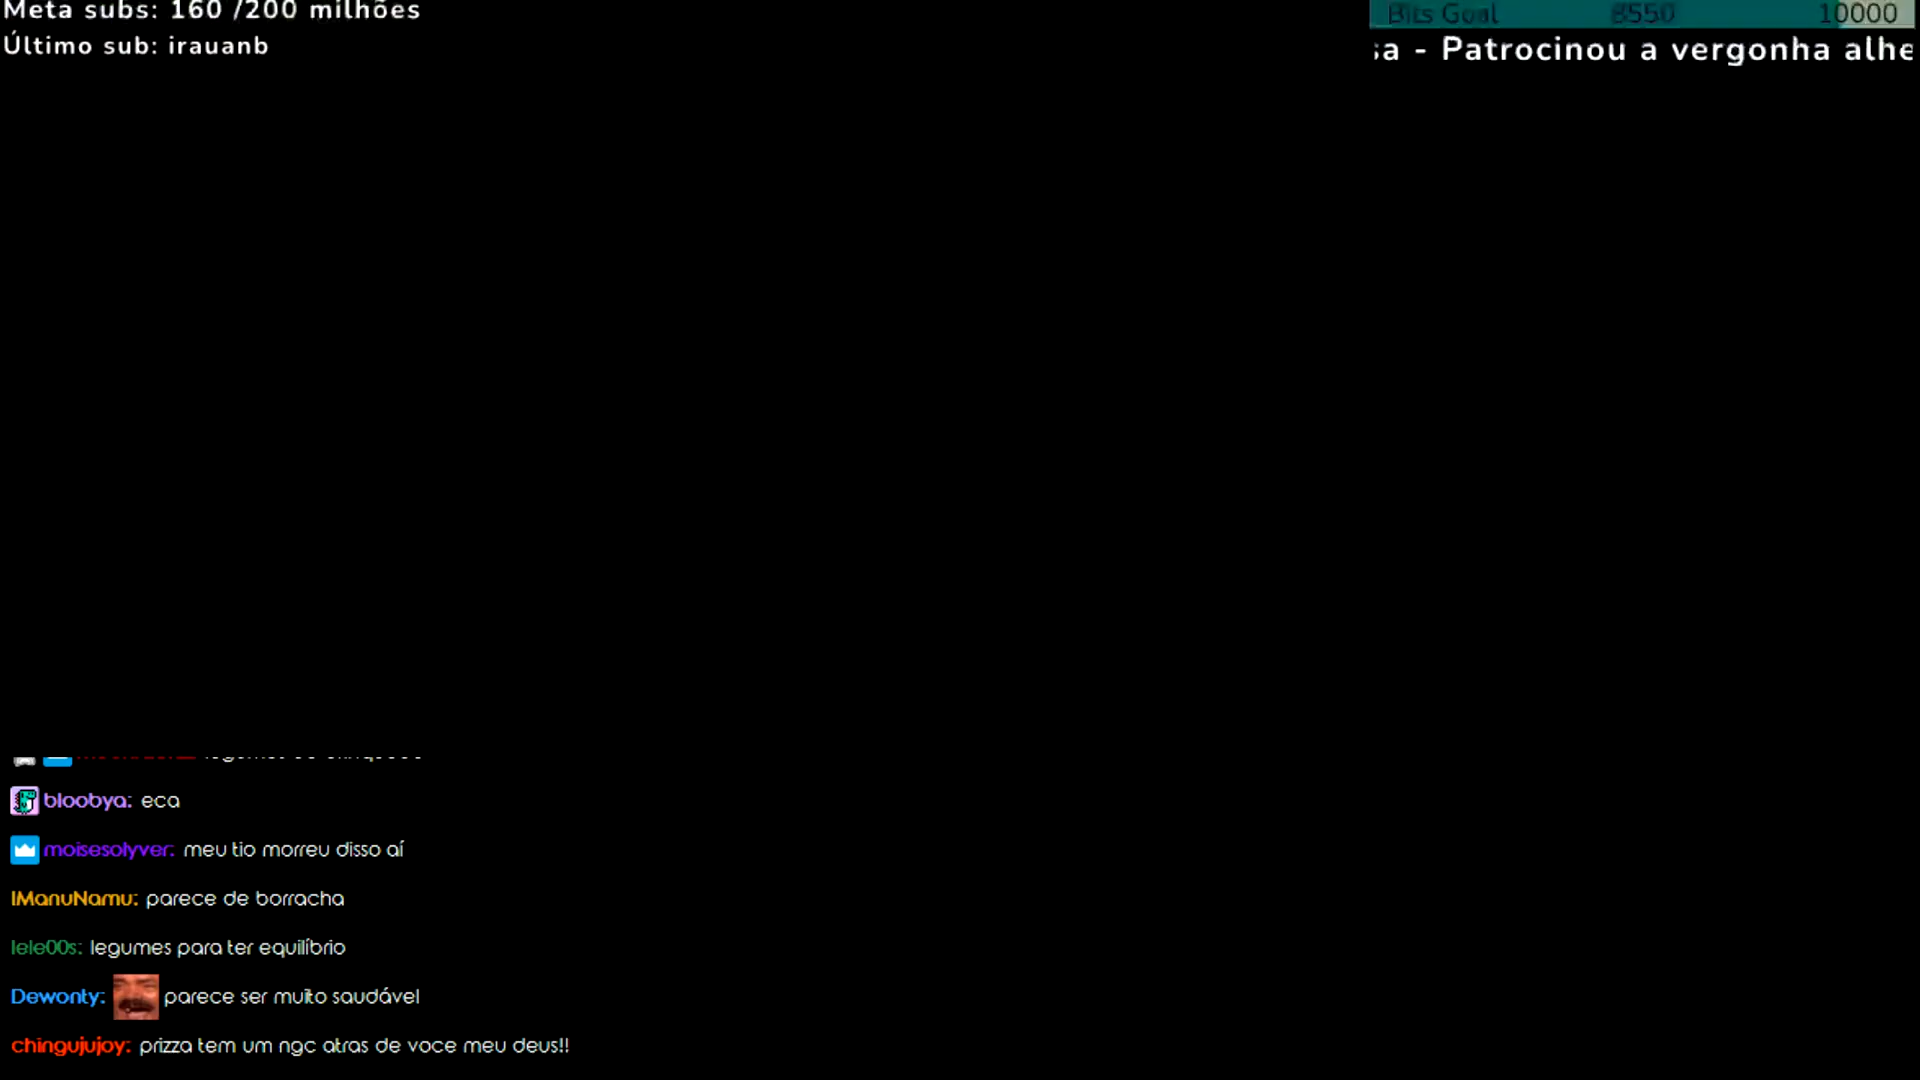 Meta subs: 160 /200 milhões
Último sub: irauanb
Bits Goal 8550 10000
- Patrocinou a vergonha alhe
bloobya: eca
moisesolyver: meu tio morreu disso aí
IManuNamu: parece de borracha
lele00s: legumes para ter equilíbrio
Dewonty: parece ser muito saudável
chingujujoy: prizza tem um ngc atras de voce meu deus!!